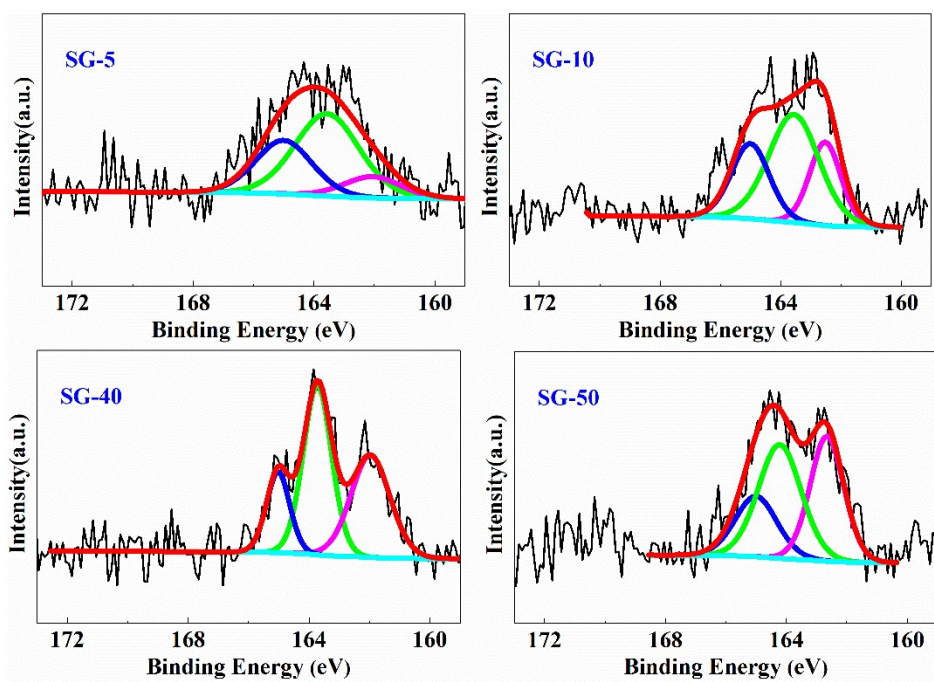 SG-5
Intensity(a.u.)
172 168 164 160
Binding Energy (eV)
SG-10
Intensity(a.u.)
172 168 164 160
Binding Energy (eV)
SG-40
Intensity(a.u.)
172 168 164 160
Binding Energy (eV)
SG-50
Intensity(a.u.)
172 168 164 160
Binding Energy (eV)